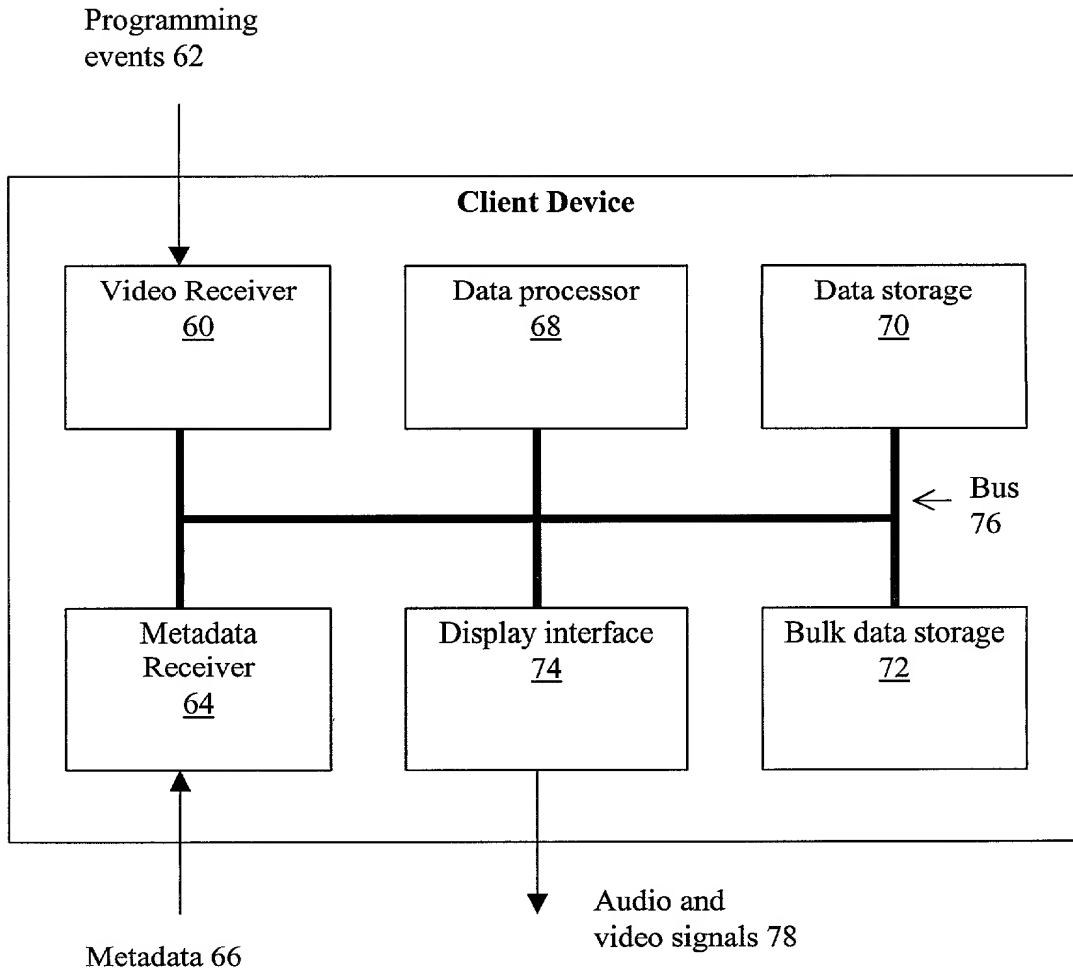 Programming
events 62
Client Device
Video Receiver
60
Data processor
68
Data storage
70
Bus
76
Metadata
Receiver
64
Display interface
74
Bulk data storage
72
Metadata 66
Audio and
video signals 78